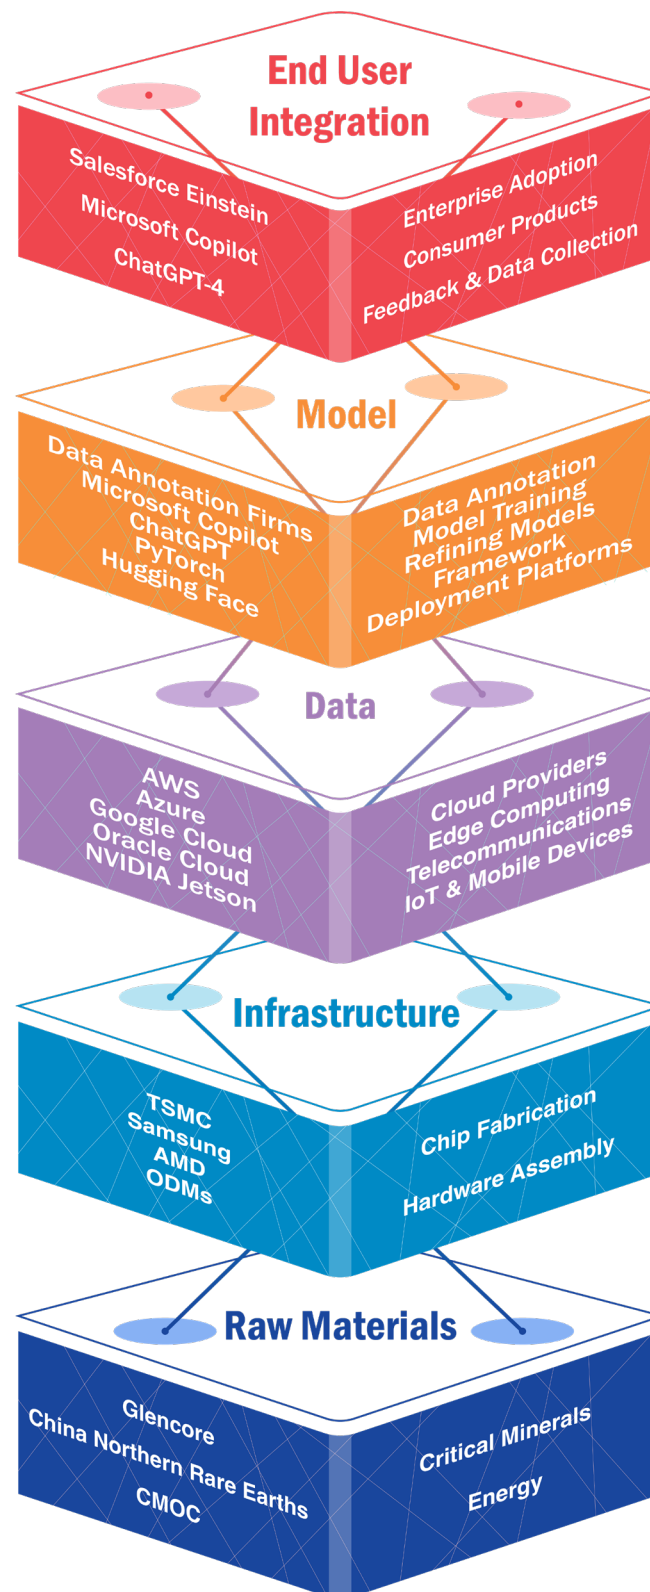 End User
Integration
Salesforce Einstein
Microsoft Copilot
ChatGPT-4
Enterprise Adoption
Consumer Products
Feedback & Data Collection
Model
Data Annotation Firms
Microsoft Copilot
ChatGPT
PyTorch
Hugging Face
Data Annotation
Model Training
Refining Models
Framework
Deployment Platforms
Data
AWS
Azure
Google Cloud
Oracle Cloud
NVIDIA Jetson
Cloud Providers
Edge Computing
Telecommunications
IoT & Mobile Devices
Infrastructure
TSMC
Samsung
AMD
ODMs
Chip Fabrication
Hardware Assembly
Raw Materials
Glencore
China Northern Rare Earths
CMOC
Critical Minerals
Energy